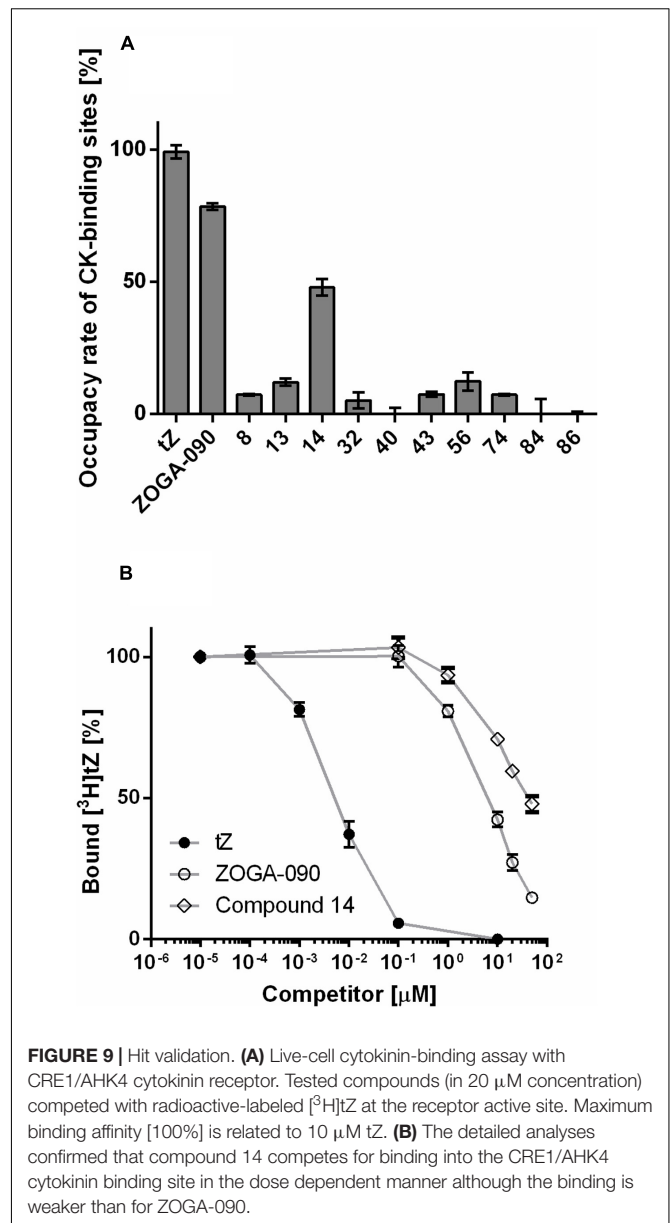 A
Occupancy rate of CK-binding sites [%]
100
50
0
tZ
ZOGA-090
8
13
14
32
40
43
56
74
84
86
B
Bound [³H]tZ [%]
100
50
0
tZ
ZOGA-090
Compound 14
10⁻⁶ 10⁻⁵ 10⁻⁴ 10⁻³ 10⁻² 10⁻¹ 10⁰ 10¹ 10²
Competitor [µM]
FIGURE 9 | Hit validation. (A) Live-cell cytokinin-binding assay with
CRE1/AHK4 cytokinin receptor. Tested compounds (in 20 µM concentration)
competed with radioactive-labeled [³H]tZ at the receptor active site. Maximum
binding affinity [100%] is related to 10 µM tZ. (B) The detailed analyses
confirmed that compound 14 competes for binding into the CRE1/AHK4
cytokinin binding site in the dose dependent manner although the binding is
weaker than for ZOGA-090.